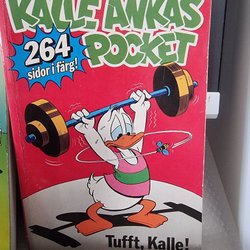 KALLE ANKAS
POCKET
264
sidor i färg!
Tufft, Kalle!